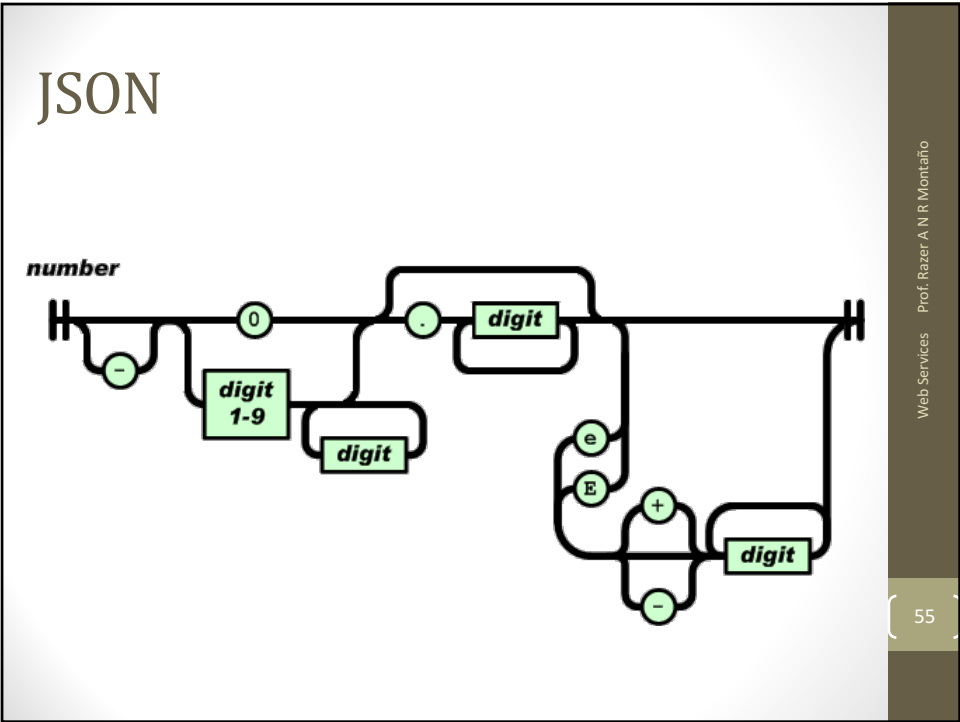 JSON
number
0
.
digit
-
digit
1-9
digit
e
E
+
digit
-
Web Services Prof. Razer A N R Montaño
55